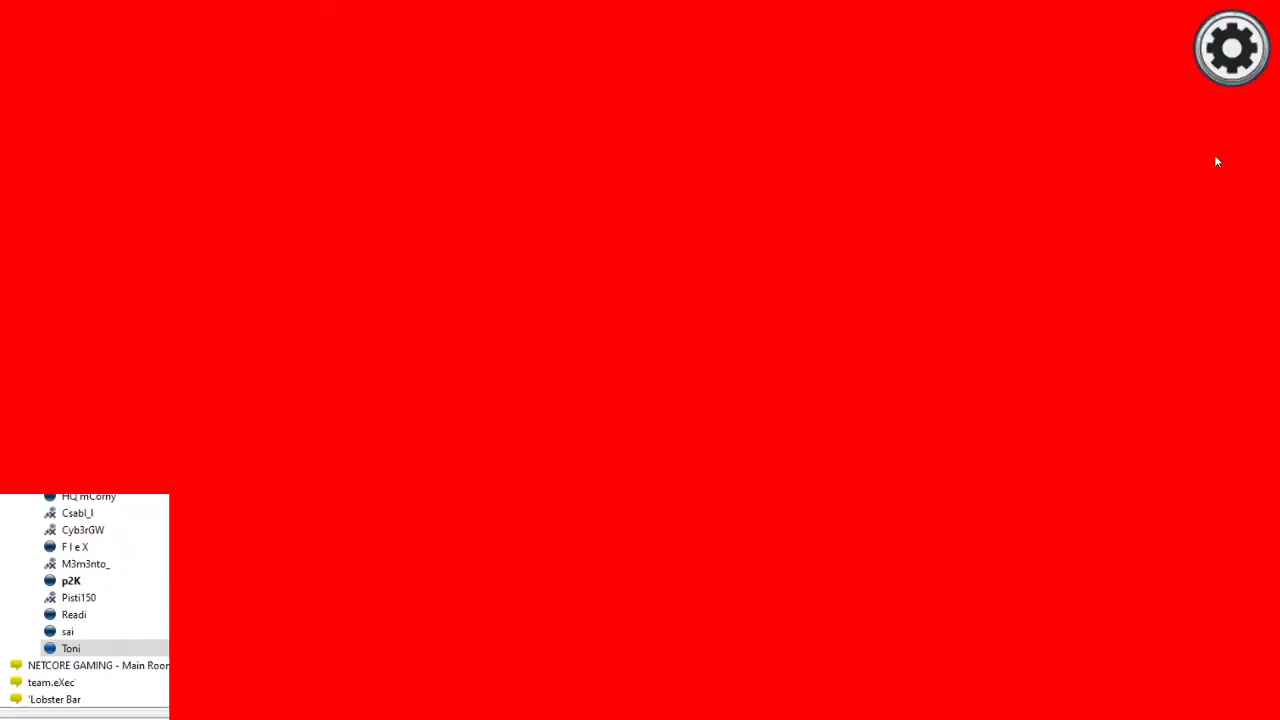 HQ mCorny
Csabl_I
Cyb3rGW
F l e X
M3m3nto_
p2K
Pisti150
Readi
sai
Toni
NETCORE GAMING - Main Roor
team.eXec'
'Lobster Bar